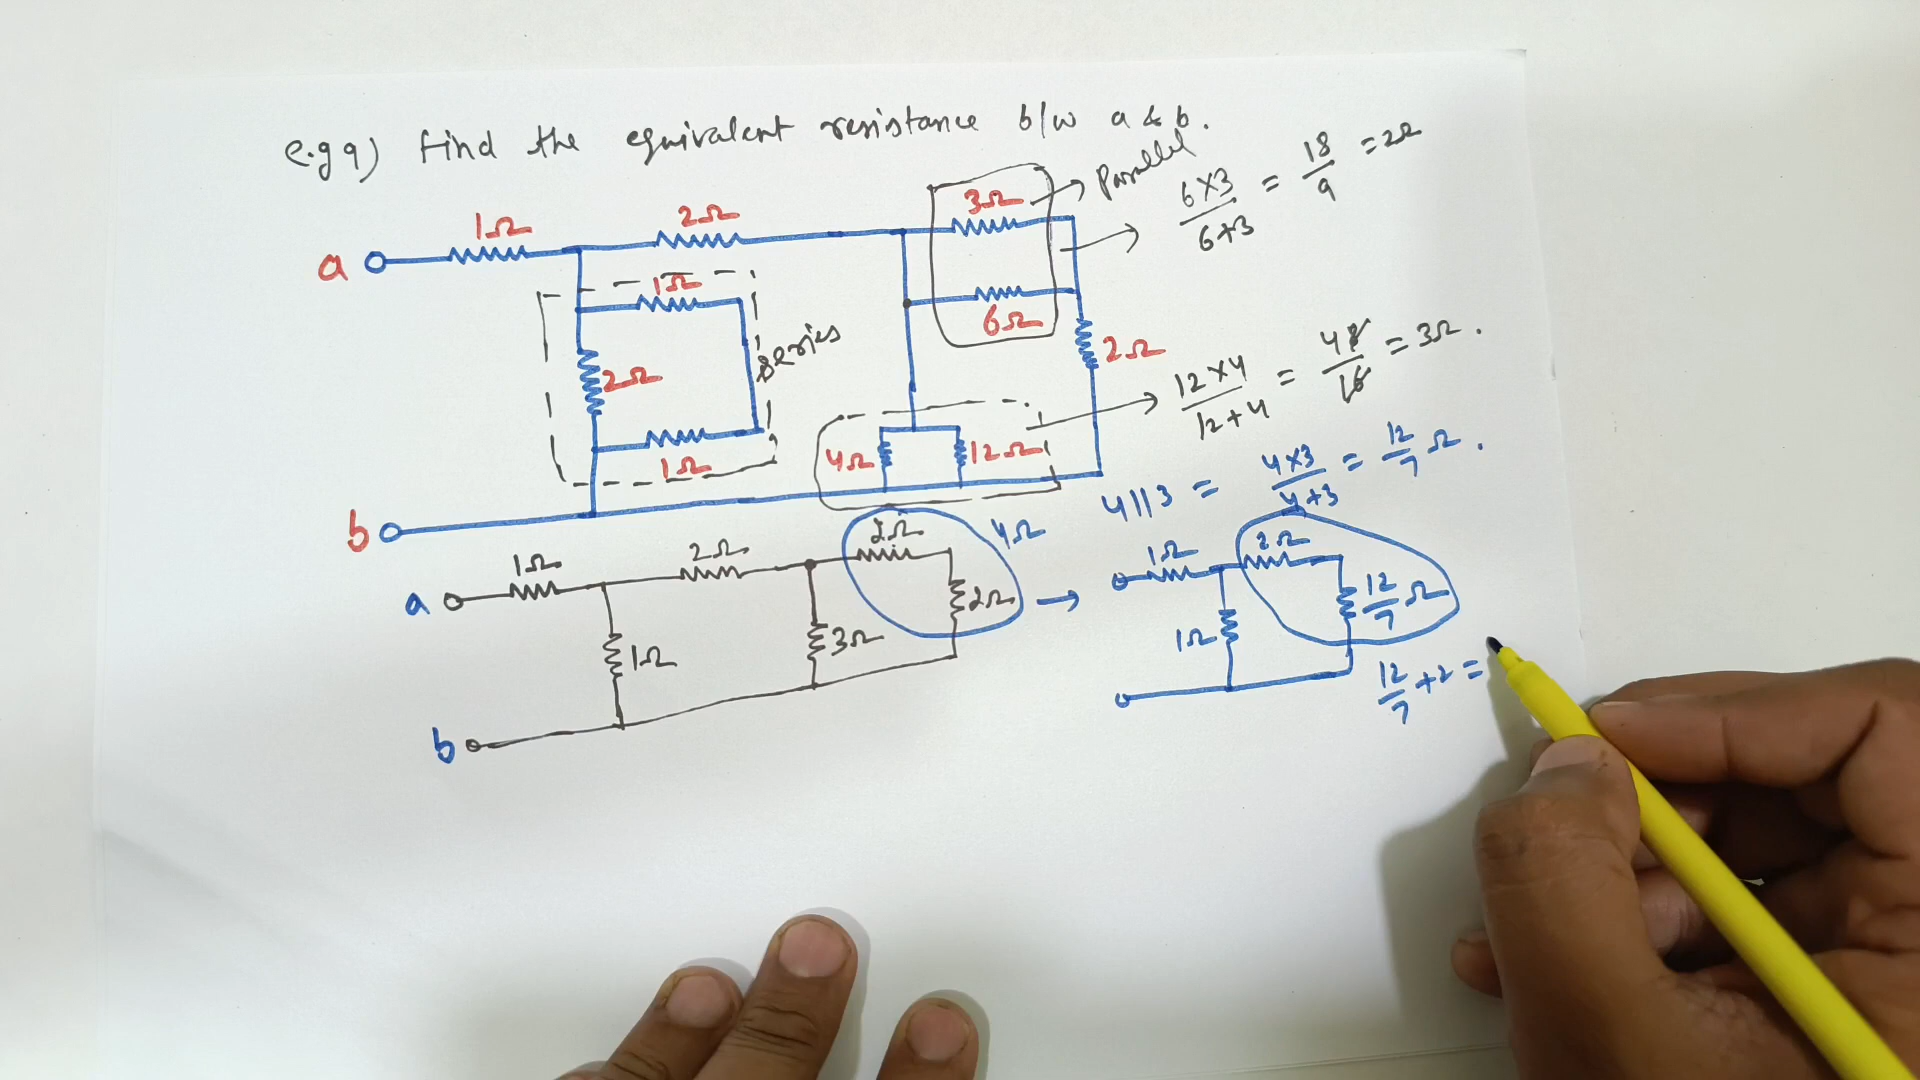 e.g 9) find the equivalent resistance b/w a & b.
Parallel
6×3/6+3 = 18/9 = 2Ω
1Ω 2Ω 3Ω
a
1Ω
6Ω
2Ω series 2Ω
12×4/12+4 = 48/16 = 3Ω.
4Ω 12Ω
1Ω
4||3 = 4×3/4+3 = 12/7 Ω.
b
1Ω 2Ω 2Ω 4Ω
a 2Ω
1Ω 3Ω
b
1Ω 2Ω
12/7 Ω
1Ω
12/7 + 2 =